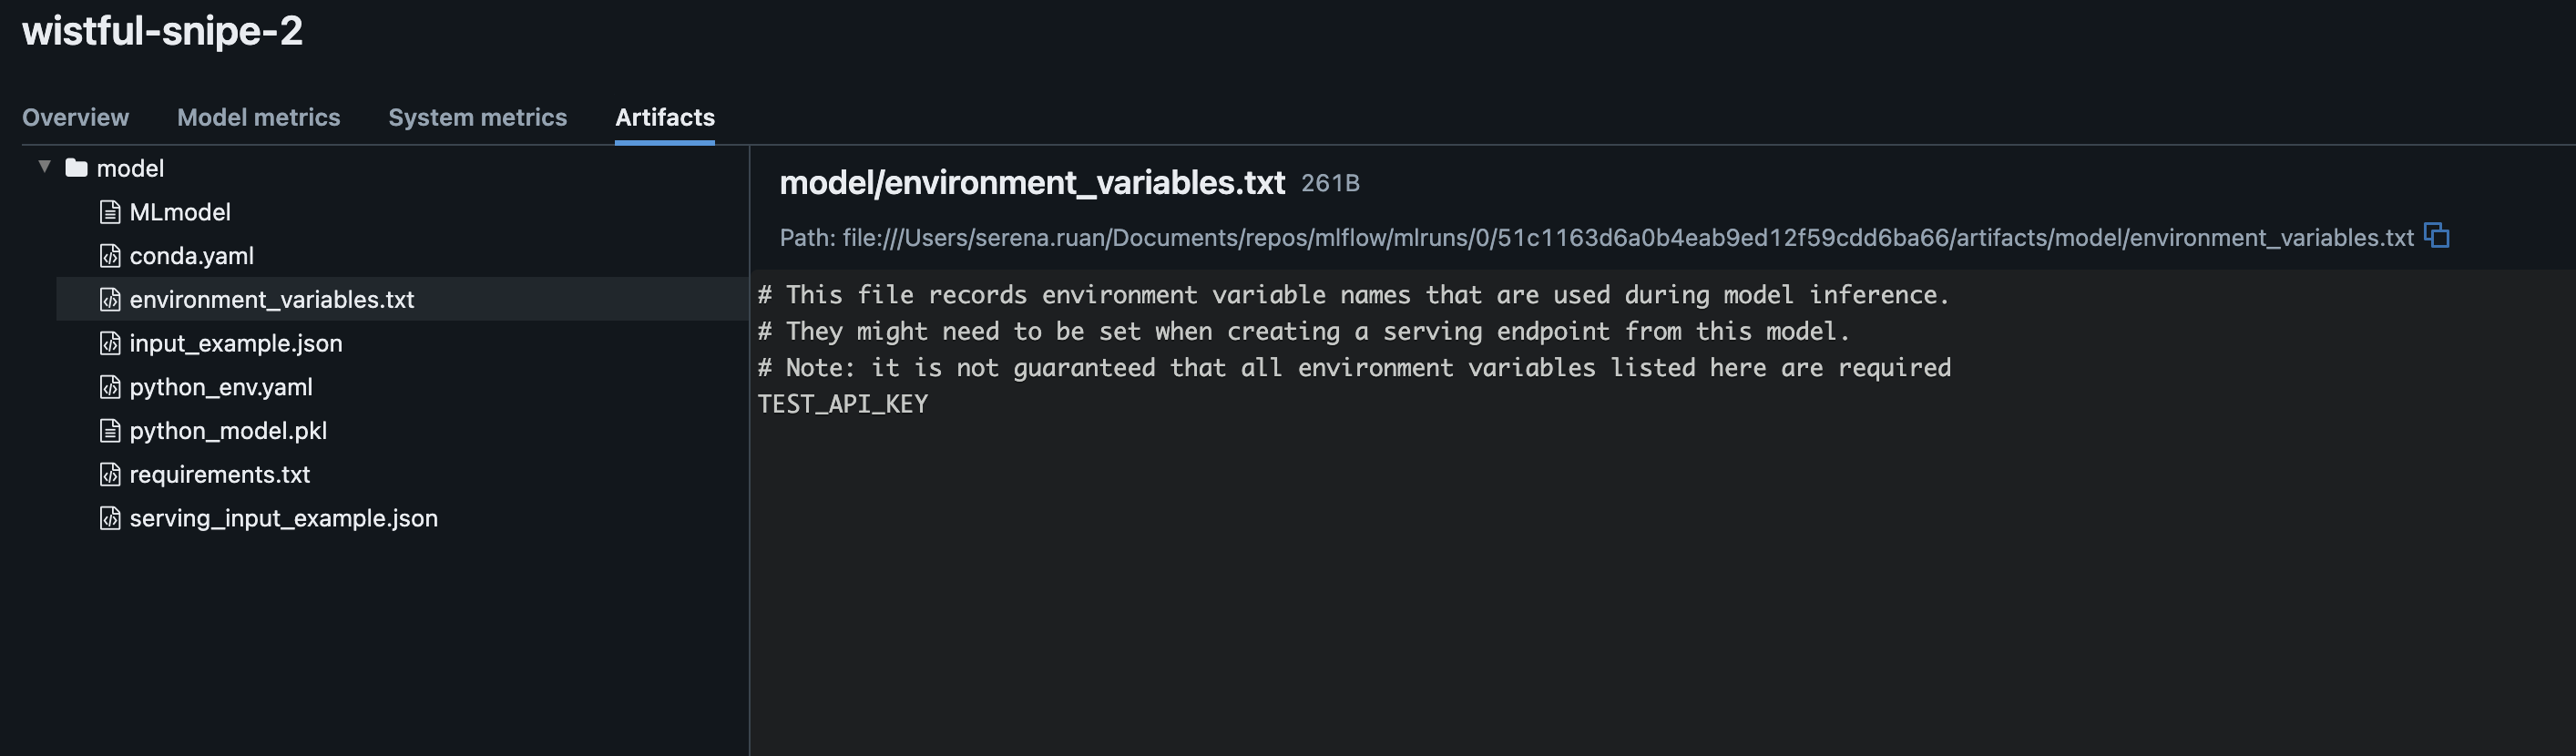 wistful-snipe-2
Overview Model metrics System metrics Artifacts
model
MLmodel
conda.yaml
environment_variables.txt
input_example.json
python_env.yaml
python_model.pkl
requirements.txt
serving_input_example.json
model/environment_variables.txt 261B
Path: file:///Users/serena.ruan/Documents/repos/mlflow/mlruns/0/51c1163d6a0b4eab9ed12f59cdd6ba66/artifacts/model/environment_variables.txt
# This file records environment variable names that are used during model inference.
# They might need to be set when creating a serving endpoint from this model.
# Note: it is not guaranteed that all environment variables listed here are required
TEST_API_KEY